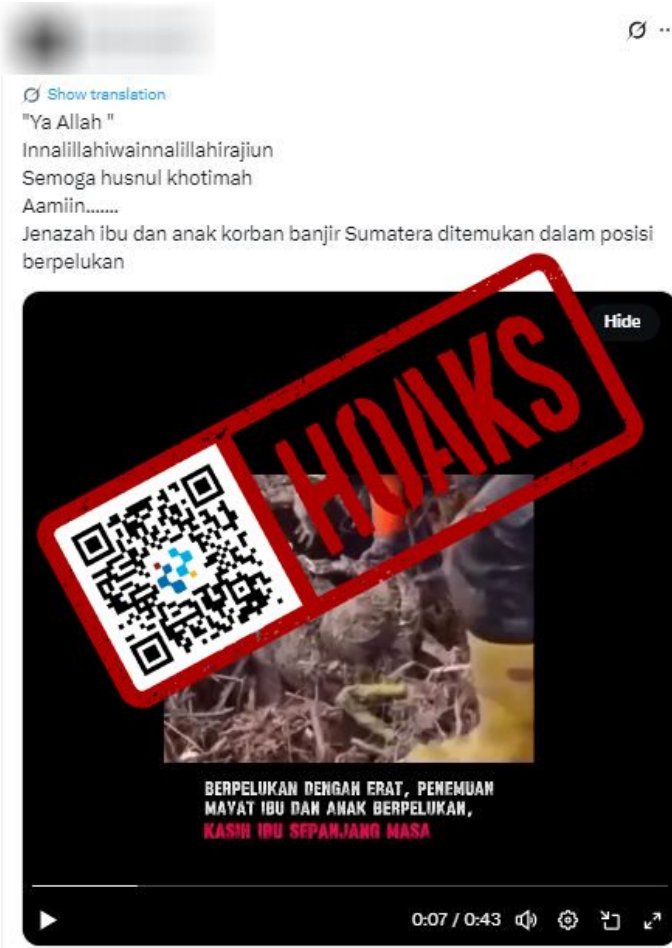 Show translation
"Ya Allah "
Innalillahiwainnalillahirajiun
Semoga husnul khotimah
Aamiin.......
Jenazah ibu dan anak korban banjir Sumatera ditemukan dalam posisi
berpelukan
Hide
HOAKS
BERPELUKAN DENGAN ERAT, PENEMUAN
MAYAT IBU DAN ANAK BERPELUKAN,
KASIH IBU SEPANJANG MASA
0:07 / 0:43